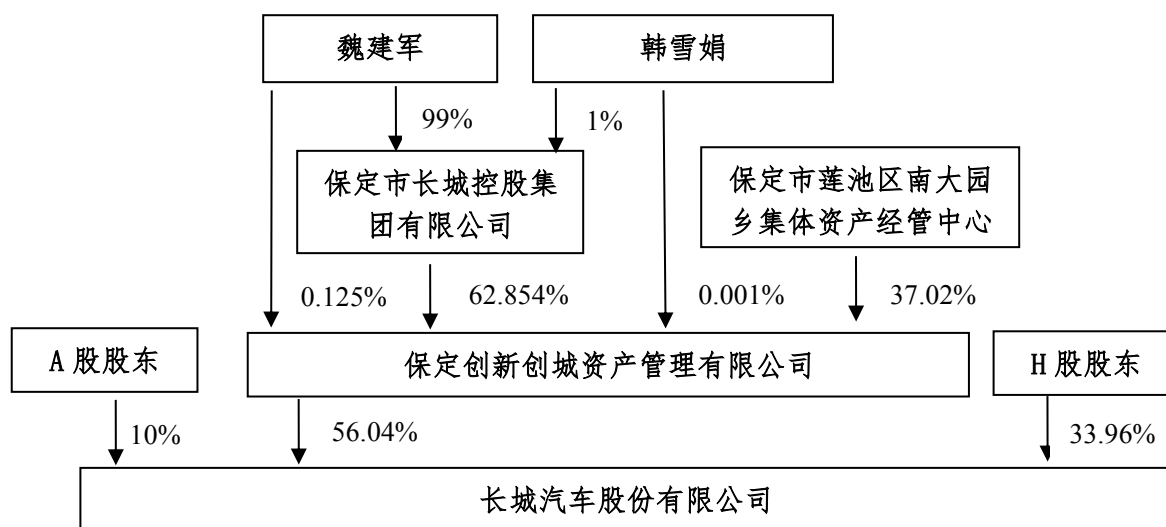 魏建军
韩雪娟
99%
1%
保定市长城控股集
团有限公司
保定市莲池区南大园
乡集体资产经管中心
0.125%
62.854%
0.001%
37.02%
A 股股东
保定创新创城资产管理有限公司
H 股股东
10%
56.04%
33.96%
长城汽车股份有限公司